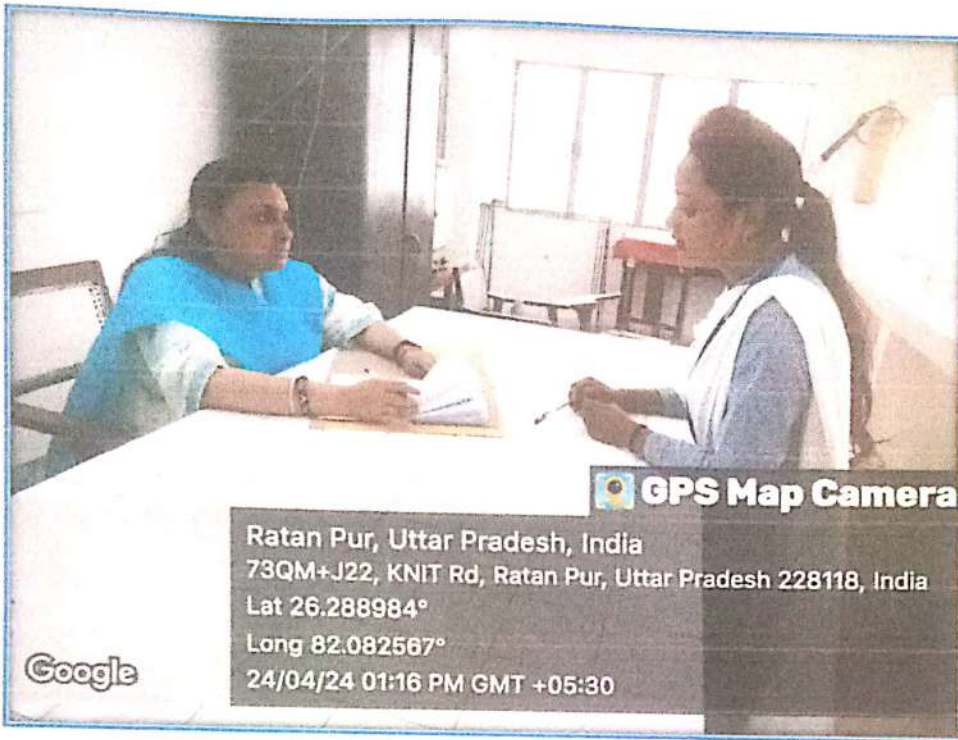 GPS Map Camera
Ratan Pur, Uttar Pradesh, India
73QM+J22, KNIT Rd, Ratan Pur, Uttar Pradesh 228118, India
Lat 26.288984°
Long 82.082567°
24/04/24 01:16 PM GMT +05:30
Google